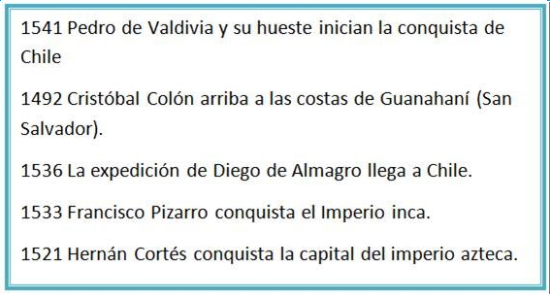 1541 Pedro de Valdivia y su hueste inician la conquista de
Chile
1492 Cristóbal Colón arriba a las costas de Guanahaní (San
Salvador).
1536 La expedición de Diego de Almagro llega a Chile.
1533 Francisco Pizarro conquista el Imperio inca.
1521 Hernán Cortés conquista la capital del imperio azteca.